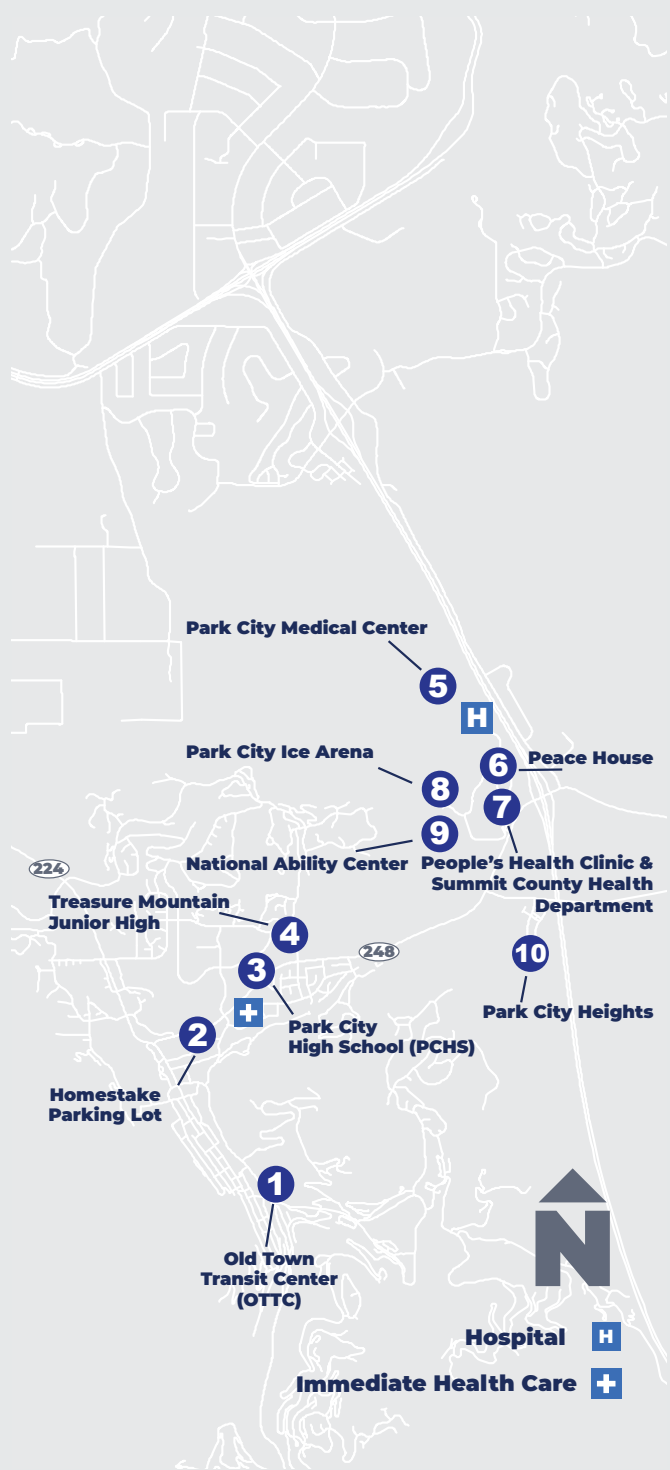 Park City Medical Center
5
H
Park City Ice Arena
6
Peace House
8
7
9
National Ability Center
People’s Health Clinic &
Summit County Health
Department
224
Treasure Mountain
Junior High
4
248
10
3
Park City Heights
Park City
High School (PCHS)
2
Homestake
Parking Lot
1
Old Town
Transit Center
(OTTC)
N
Hospital H
Immediate Health Care